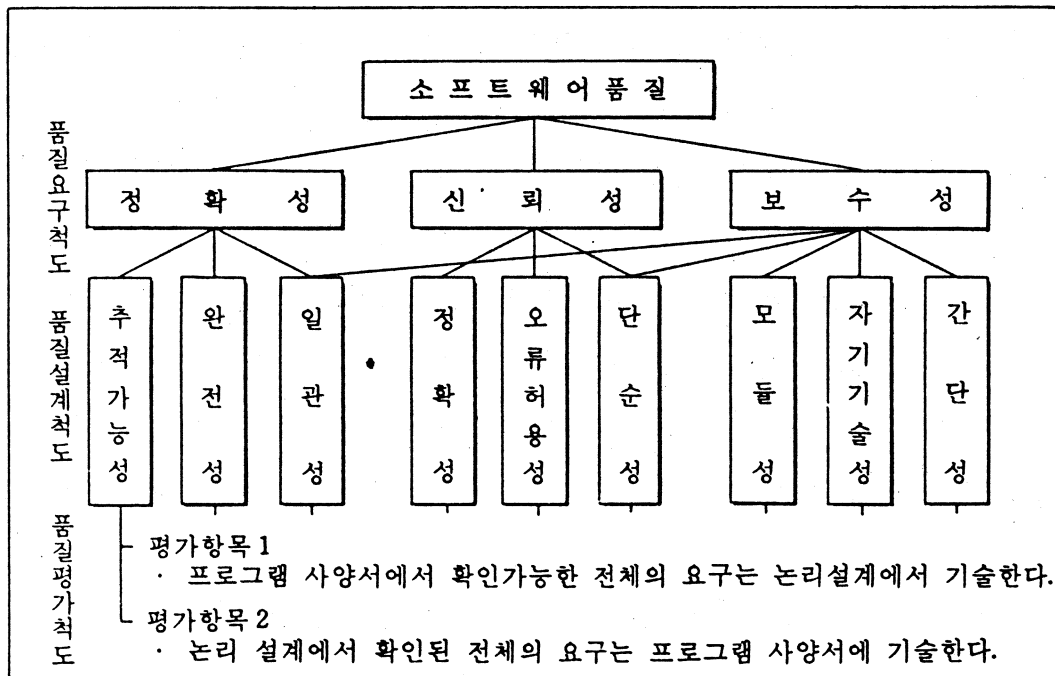 소프트웨어품질
품질요구척도
정확성
신뢰성
보수성
품질설계척도
추적가능성
완전성
일관성
정확성
오류허용성
단순성
모듈성
자기기술성
간단성
품질평가척도
평가항목 1
· 프로그램 사양서에서 확인가능한 전체의 요구는 논리설계에서 기술한다.
평가항목 2
· 논리 설계에서 확인된 전체의 요구는 프로그램 사양서에 기술한다.